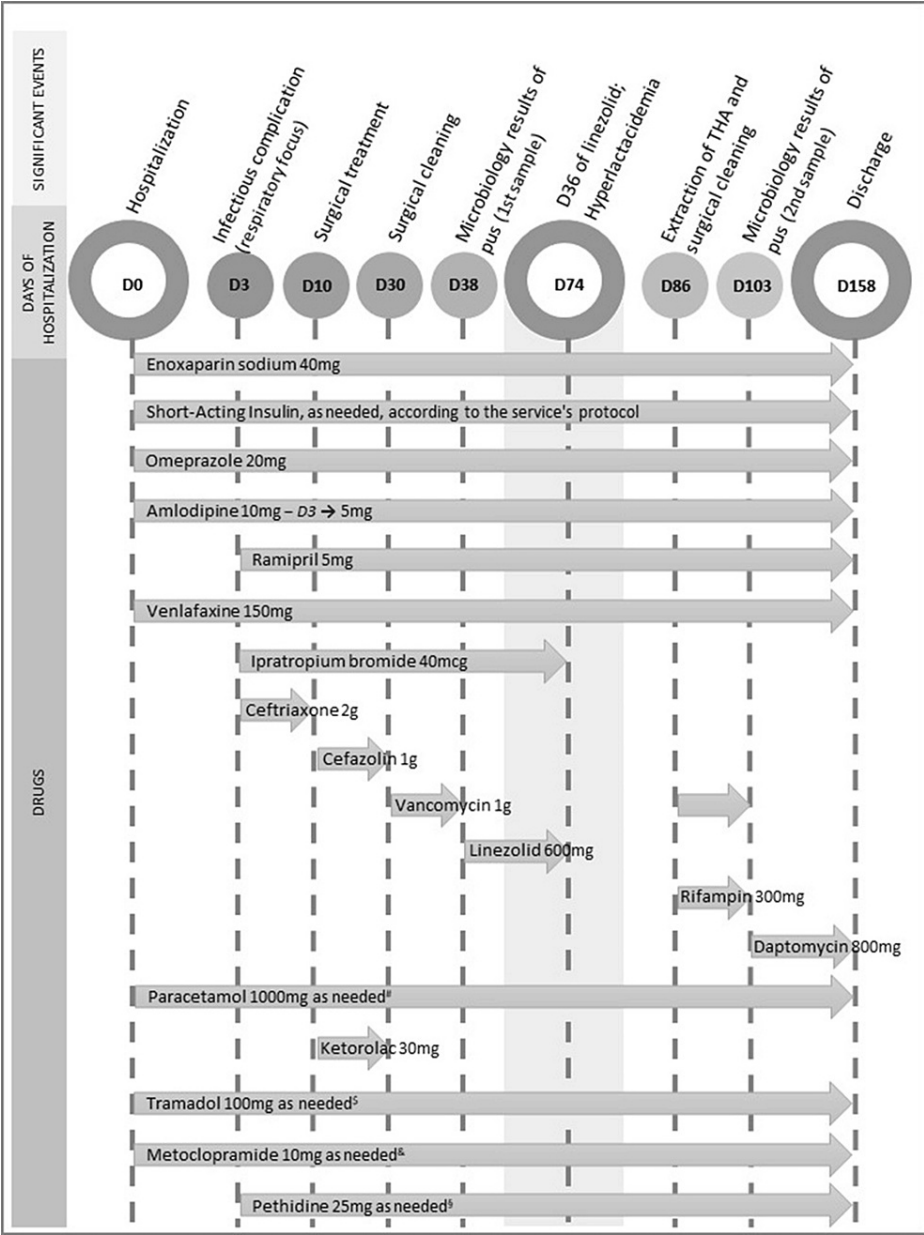 SIGNIFICANT EVENTS
Hospitalization
Infectious complication
(respiratory focus)
Surgical treatment
Surgical cleaning
Microbiology results of
pus (1st sample)
D36 of linezolid;
Hyperlactacidemia
Extraction of THA and
surgical cleaning
Microbiology results of
pus (2nd sample)
Discharge
DAYS OF
HOSPITALIZATION
D0
D3
D10
D30
D38
D74
D86
D103
D158
DRUGS
Enoxaparin sodium 40mg
Short-Acting Insulin, as needed, according to the service's protocol
Omeprazole 20mg
Amlodipine 10mg – D3 → 5mg
Ramipril 5mg
Venlafaxine 150mg
Ipratropium bromide 40mcg
Ceftriaxone 2g
Cefazolin 1g
Vancomycin 1g
Linezolid 600mg
Rifampin 300mg
Daptomycin 800mg
Paracetamol 1000mg as needed#
Ketorolac 30mg
Tramadol 100mg as needed$
Metoclopramide 10mg as needed&
Pethidine 25mg as needed§